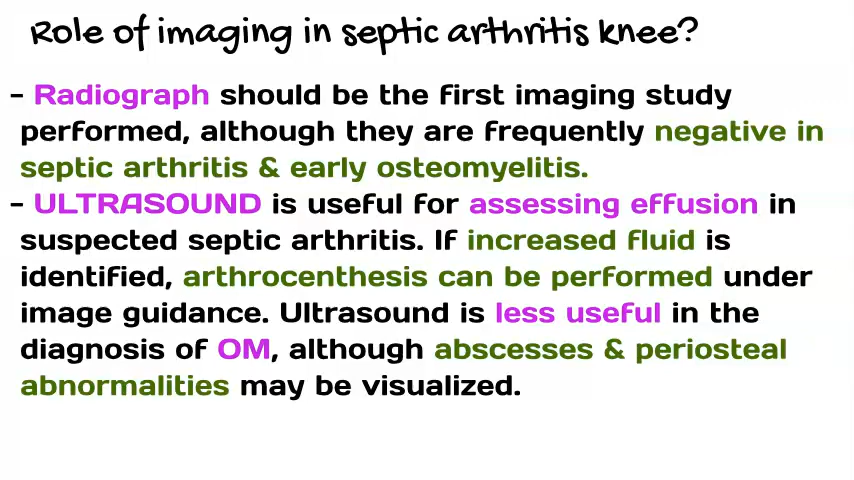 Role of imaging in septic arthritis knee?
- Radiograph should be the first imaging study
performed, although they are frequently negative in
septic arthritis & early osteomyelitis.
- ULTRASOUND is useful for assessing effusion in
suspected septic arthritis. If increased fluid is
identified, arthrocenthesis can be performed under
image guidance. Ultrasound is less useful in the
diagnosis of OM, although abscesses & periosteal
abnormalities may be visualized.